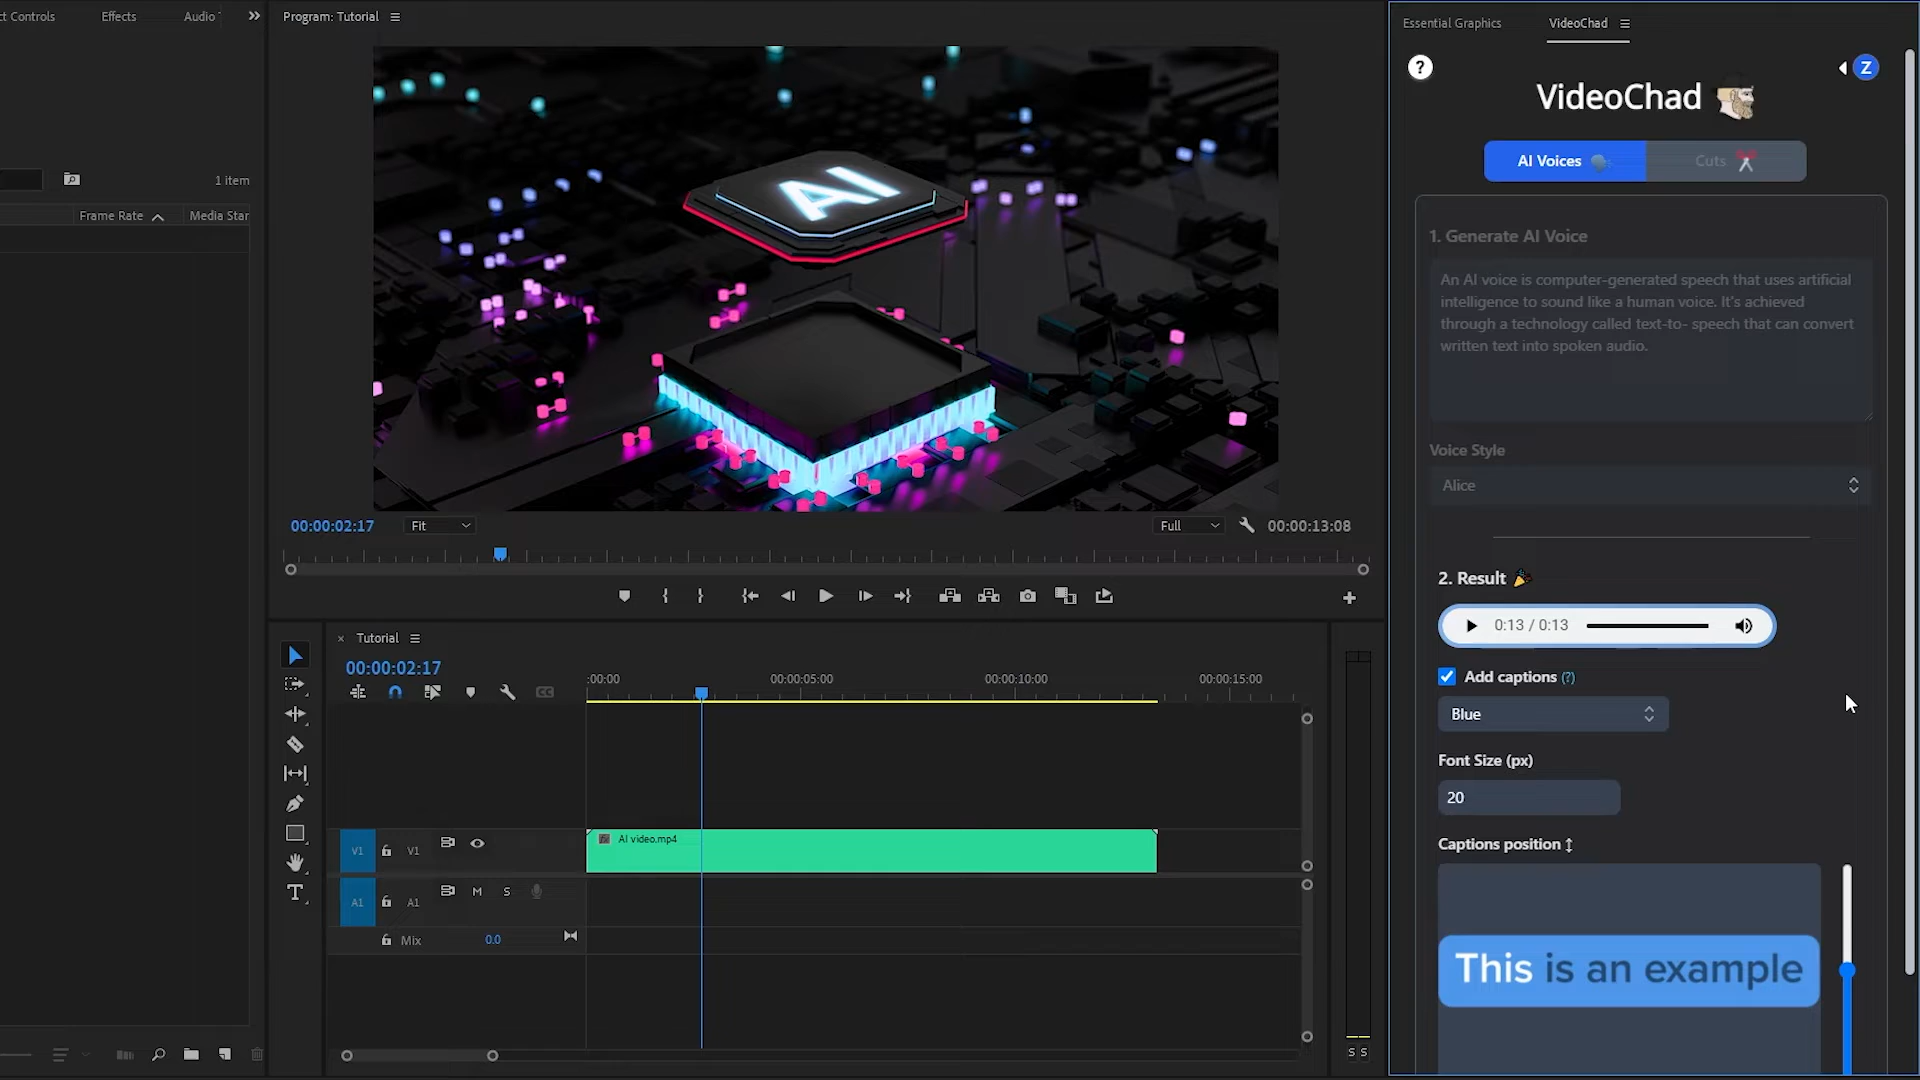 ct Controls
Effects
Audio
Program: Tutorial
Essential Graphics
VideoChad
?
Z
VideoChad
AI Voices
Cuts
1 item
Frame Rate
Media Star
AI
1. Generate AI Voice
An AI voice is computer-generated speech that uses artificial
intelligence to sound like a human voice. It's achieved
through a technology called text-to- speech that can convert
written text into spoken audio.
Voice Style
Alice
00:00:02:17
Fit
Full
00:00:13:08
2. Result
0:13 / 0:13
Add captions (?)
Blue
Font Size (px)
20
Captions position
This is an example
× Tutorial
00:00:02:17
CC
:00:00
00:00:05:00
00:00:10:00
00:00:15:00
V1
V1
AI video.mp4
A1
A1
M
S
Mix
0.0
T
S S